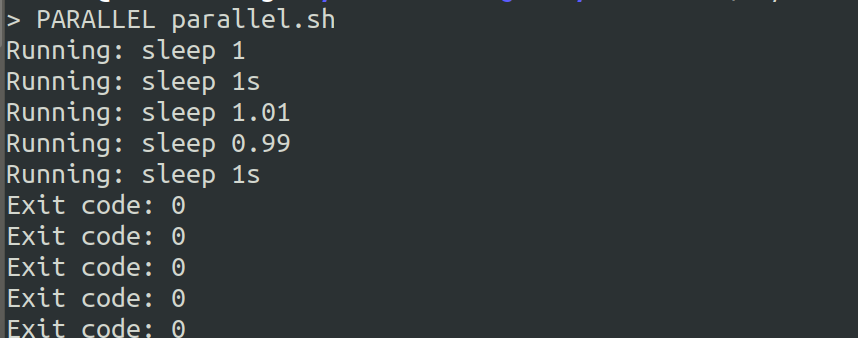 > PARALLEL parallel.sh
Running: sleep 1
Running: sleep 1s
Running: sleep 1.01
Running: sleep 0.99
Running: sleep 1s
Exit code: 0
Exit code: 0
Exit code: 0
Exit code: 0
Exit code: 0